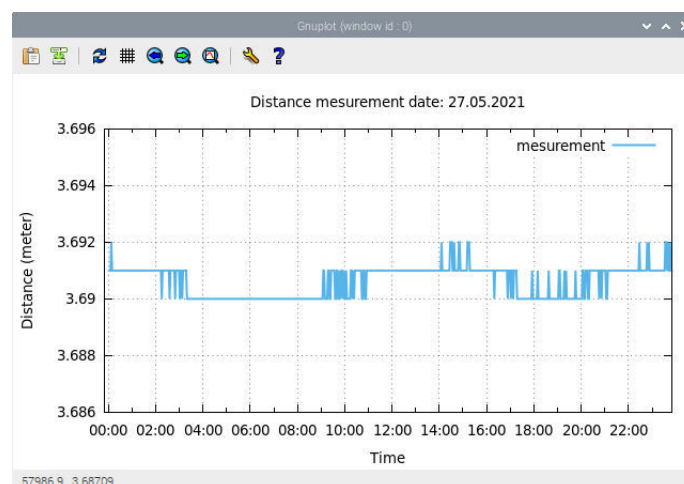 Gnuplot (window id : 0)
Distance mesurement date: 27.05.2021
mesurement
3.696
3.694
3.692
3.69
3.688
3.686
Distance (meter)
00:00 02:00 04:00 06:00 08:00 10:00 12:00 14:00 16:00 18:00 20:00 22:00
Time
57986.9, 3.68709